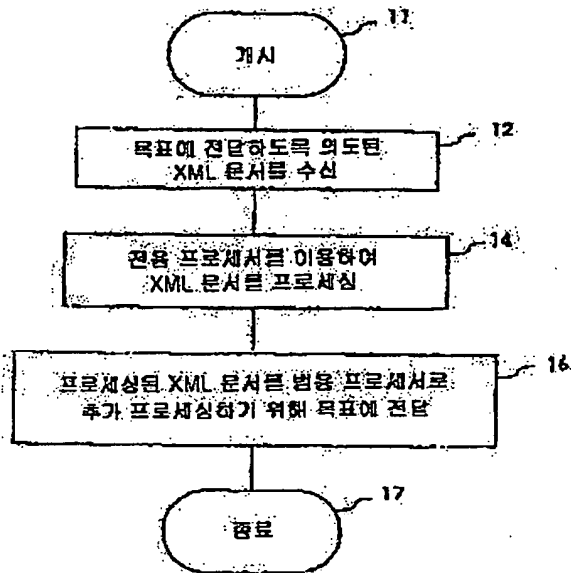 11
개시
12
목표에 전달하도록 의도된
XML 문서를 수신
14
전용 프로세서를 이용하여
XML 문서를 프로세싱
16
프로세싱된 XML 문서를 범용 프로세서로
추가 프로세싱하기 위해 목표에 전달
17
종료